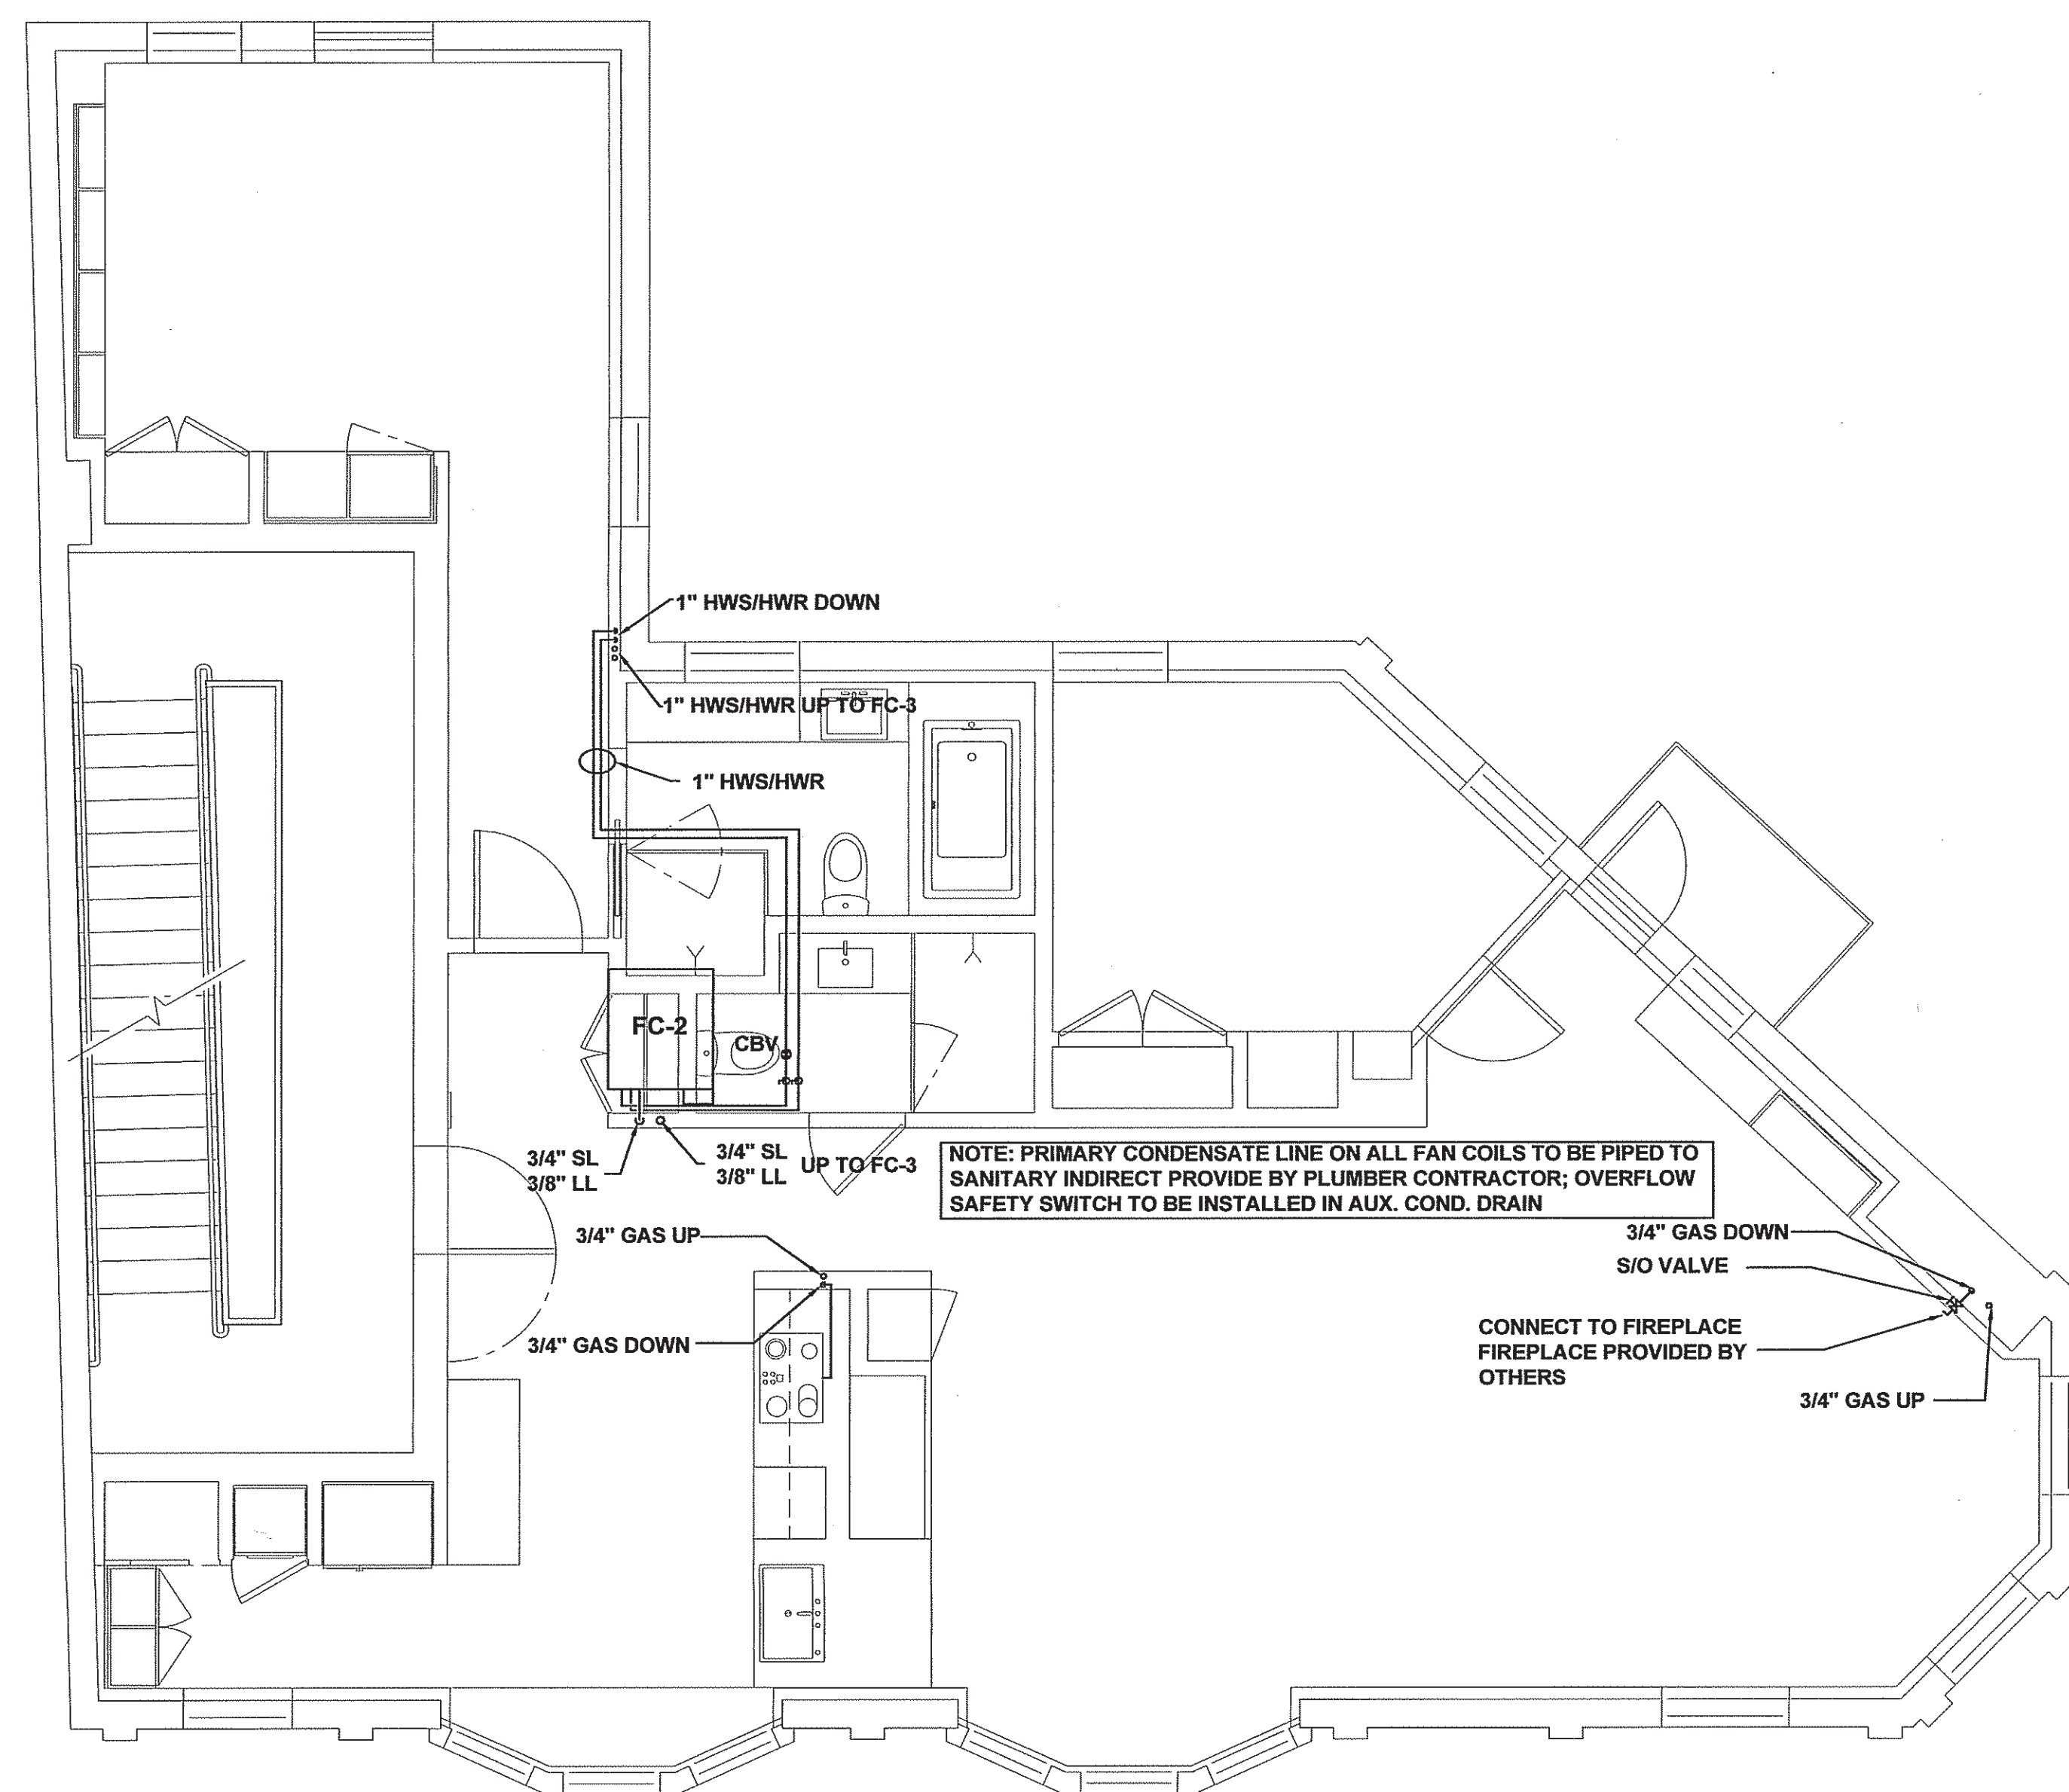 1" HWS/HWR DOWN
1" HWS/HWR UP TO FC-3
1" HWS/HWR
FC-2
CBV
3/4" SL
3/8" LL
3/4" SL
3/8" LL
UP TO FC-3
NOTE: PRIMARY CONDENSATE LINE ON ALL FAN COILS TO BE PIPED TO
SANITARY INDIRECT PROVIDE BY PLUMBER CONTRACTOR; OVERFLOW
SAFETY SWITCH TO BE INSTALLED IN AUX. COND. DRAIN
3/4" GAS UP
3/4" GAS DOWN
3/4" GAS DOWN
S/O VALVE
CONNECT TO FIREPLACE
FIREPLACE PROVIDED BY
OTHERS
3/4" GAS UP